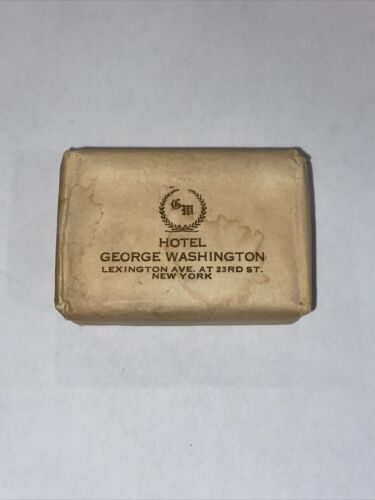 GW
HOTEL
GEORGE WASHINGTON
LEXINGTON AVE. AT 23RD ST.
NEW YORK